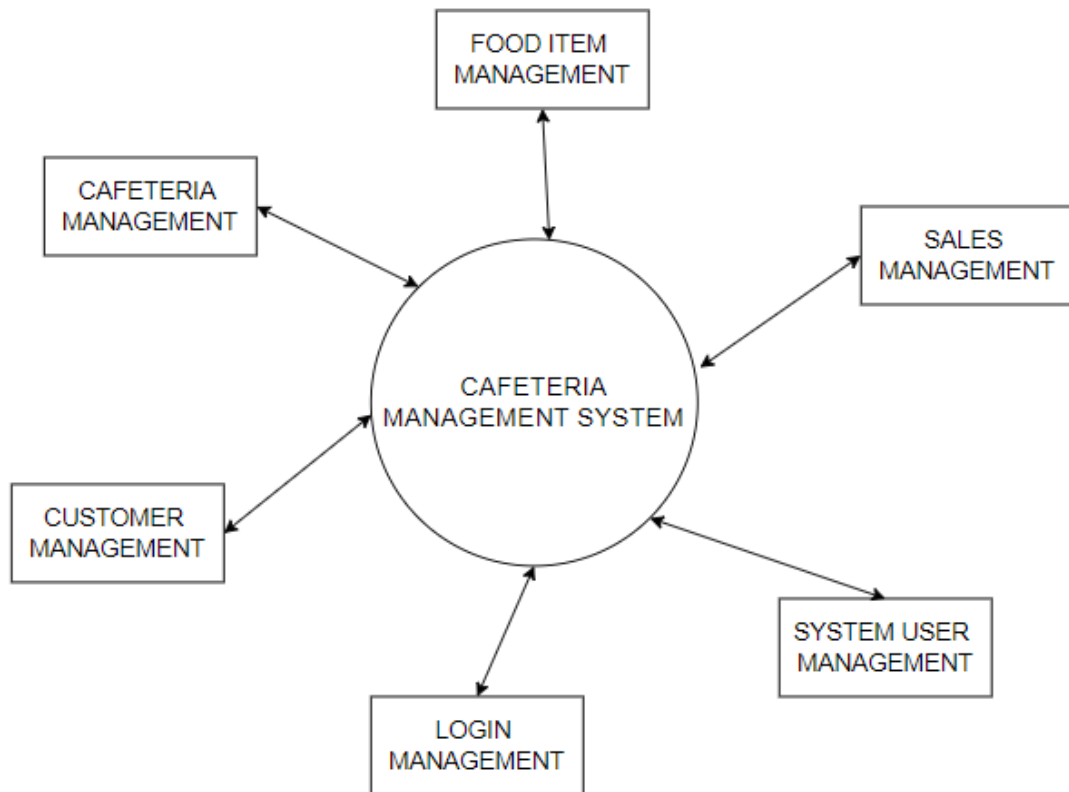 FOOD ITEM
MANAGEMENT
CAFETERIA
MANAGEMENT
SALES
MANAGEMENT
CAFETERIA
MANAGEMENT SYSTEM
CUSTOMER
MANAGEMENT
SYSTEM USER
MANAGEMENT
LOGIN
MANAGEMENT